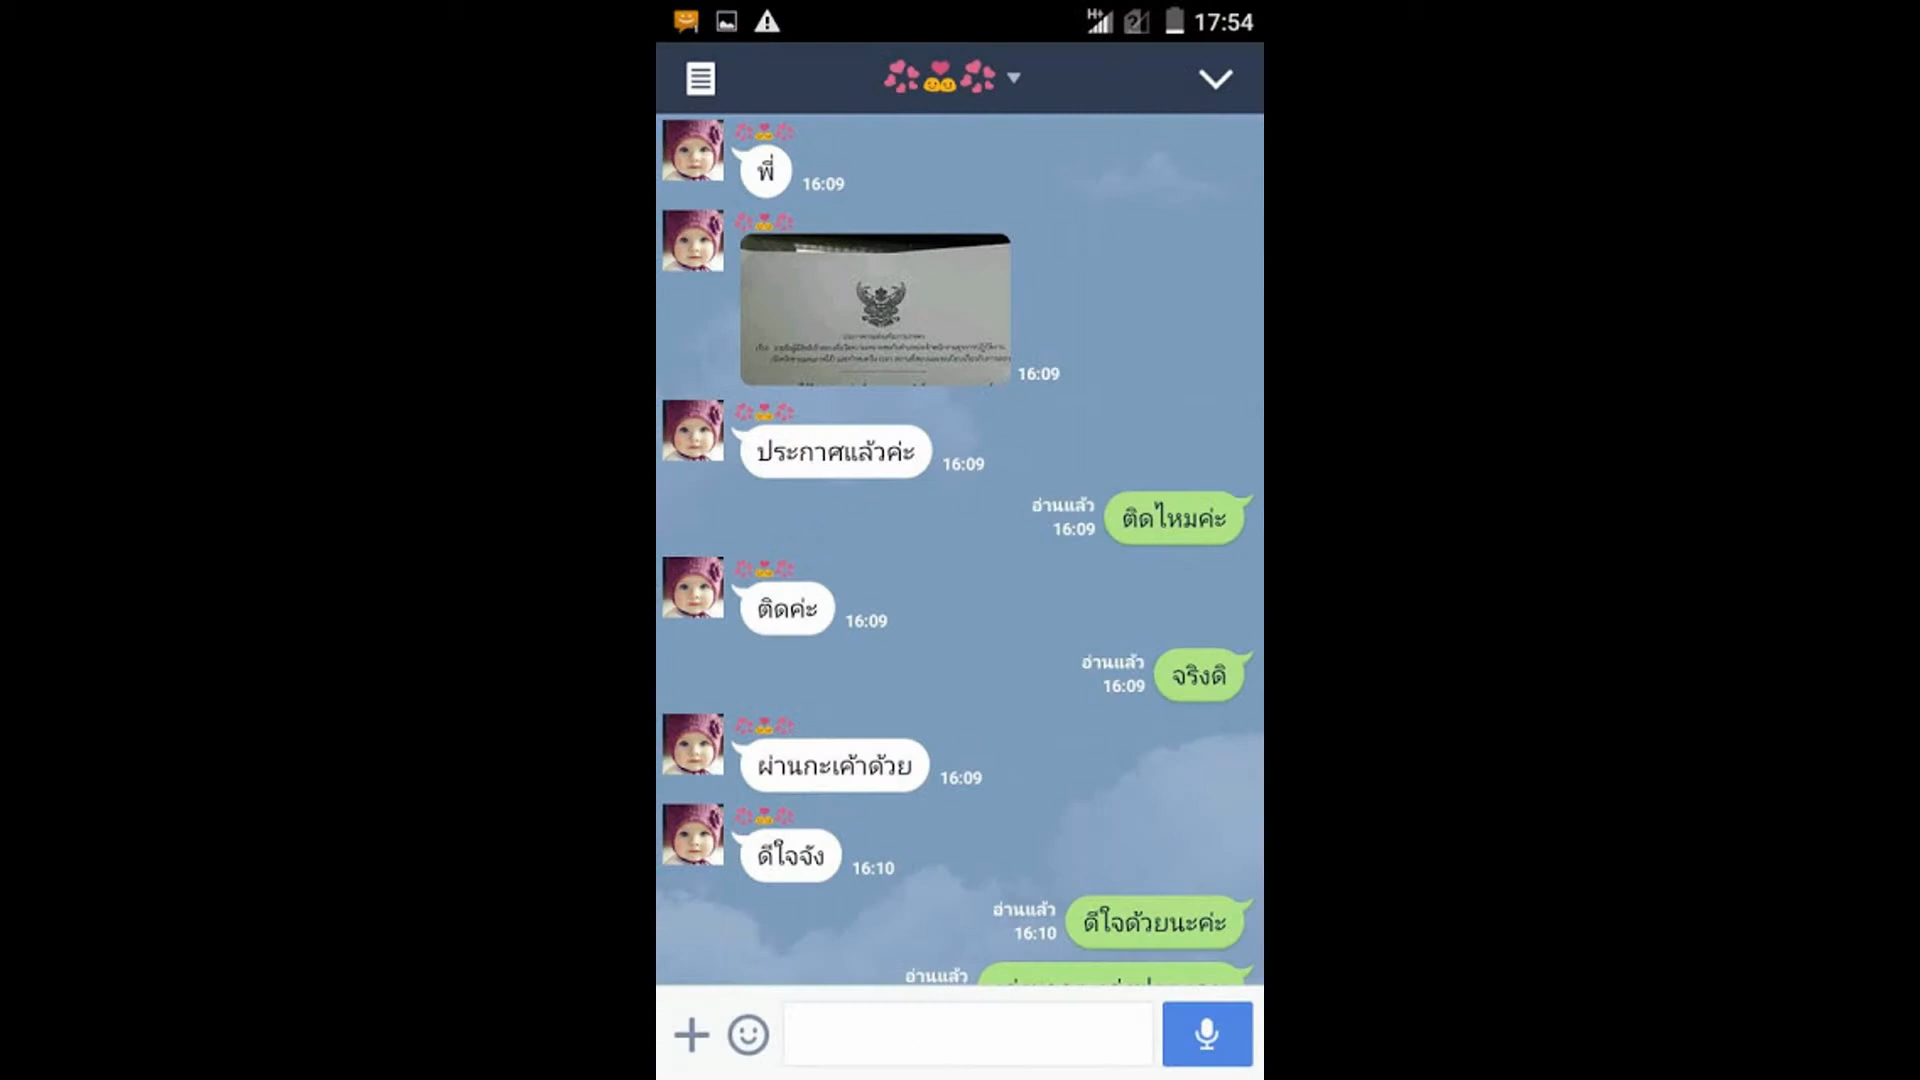 17:54
พี่
16:09
16:09
ประกาศแล้วค่ะ
16:09
อ่านแล้ว
16:09
ติดไหมค่ะ
ติดค่ะ
16:09
อ่านแล้ว
16:09
จริงดิ
ผ่านกะเค้าด้วย
16:09
ดีใจจัง
16:10
อ่านแล้ว
16:10
ดีใจด้วยนะค่ะ
อ่านแล้ว